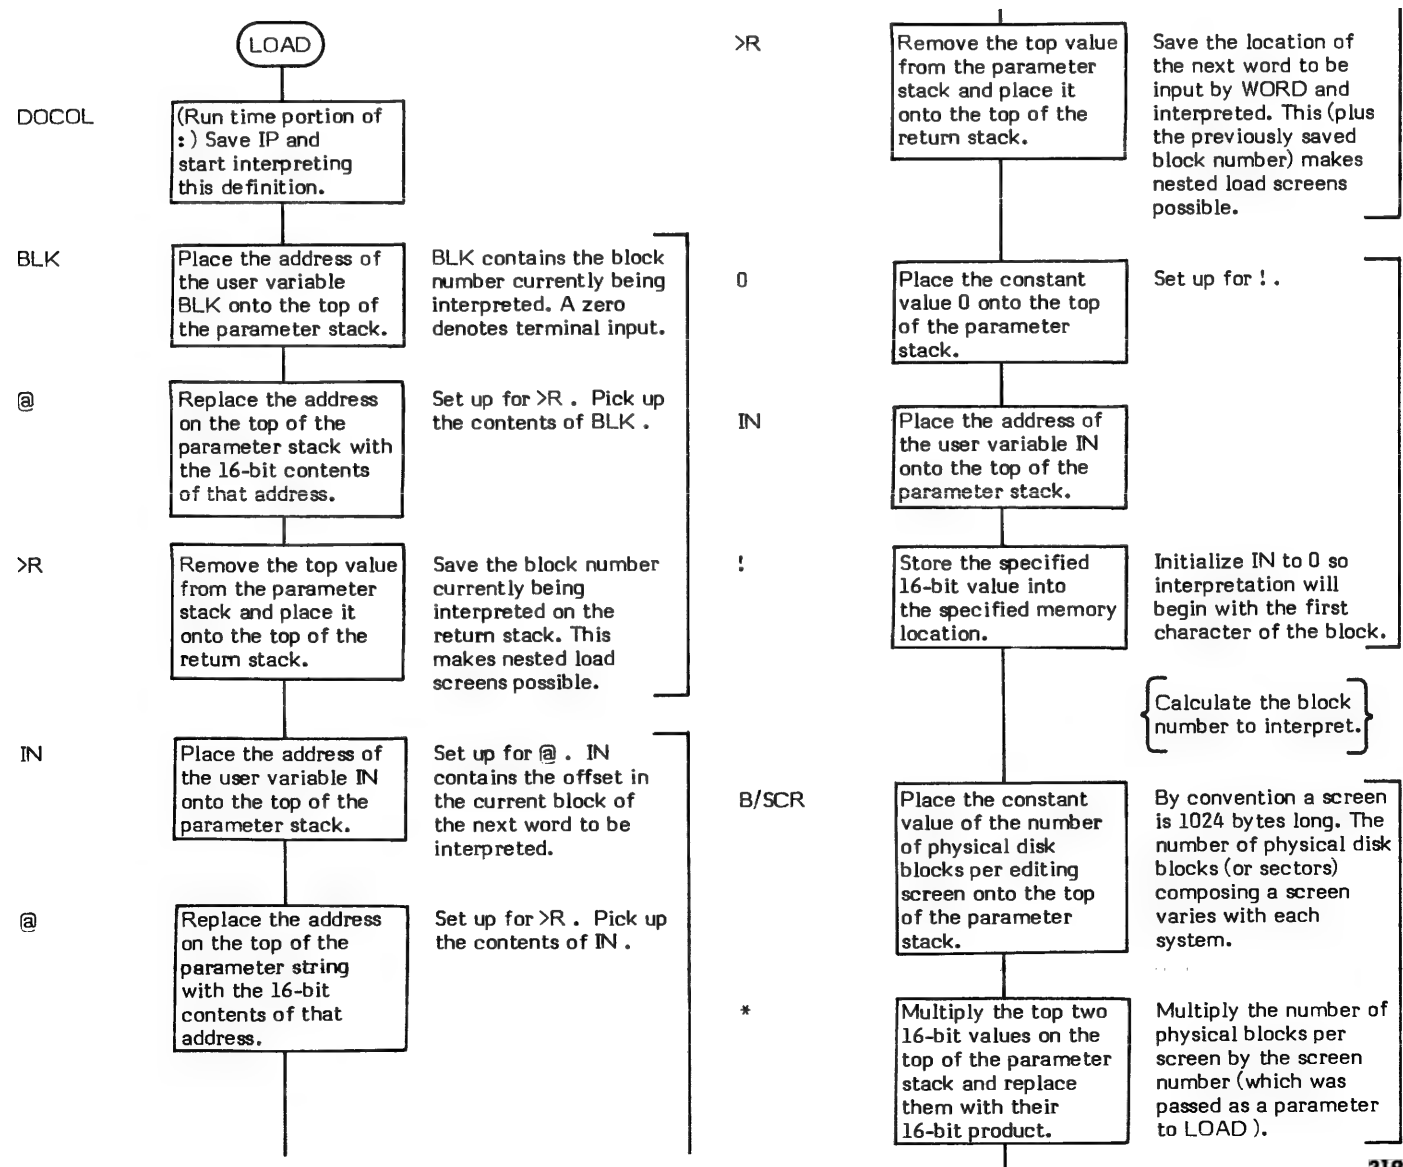 LOAD
DOCOL
(Run time portion of
: ) Save IP and
start interpreting
this definition.
BLK
Place the address of
the user variable
BLK onto the top of
the parameter stack.
BLK contains the block
number currently being
interpreted. A zero
denotes terminal input.
@
Replace the address
on the top of the
parameter stack with
the 16-bit contents
of that address.
Set up for >R . Pick up
the contents of BLK .
>R
Remove the top value
from the parameter
stack and place it
onto the top of the
return stack.
Save the block number
currently being
interpreted on the
return stack. This
makes nested load
screens possible.
IN
Place the address of
the user variable IN
onto the top of the
parameter stack.
Set up for @ . IN
contains the offset in
the current block of
the next word to be
interpreted.
@
Replace the address
on the top of the
parameter string
with the 16-bit
contents of that
address.
Set up for >R . Pick up
the contents of IN .
>R
Remove the top value
from the parameter
stack and place it
onto the top of the
return stack.
Save the location of
the next word to be
input by WORD and
interpreted. This (plus
the previously saved
block number) makes
nested load screens
possible.
0
Place the constant
value 0 onto the top
of the parameter
stack.
Set up for ! .
IN
Place the address of
the user variable IN
onto the top of the
parameter stack.
!
Store the specified
16-bit value into
the specified memory
location.
Initialize IN to 0 so
interpretation will
begin with the first
character of the block.
Calculate the block
number to interpret.
B/SCR
Place the constant
value of the number
of physical disk
blocks per editing
screen onto the top
of the parameter
stack.
By convention a screen
is 1024 bytes long. The
number of physical disk
blocks (or sectors)
composing a screen
varies with each
system.
*
Multiply the top two
16-bit values on the
top of the parameter
stack and replace
them with their
16-bit product.
Multiply the number of
physical blocks per
screen by the screen
number (which was
passed as a parameter
to LOAD ).